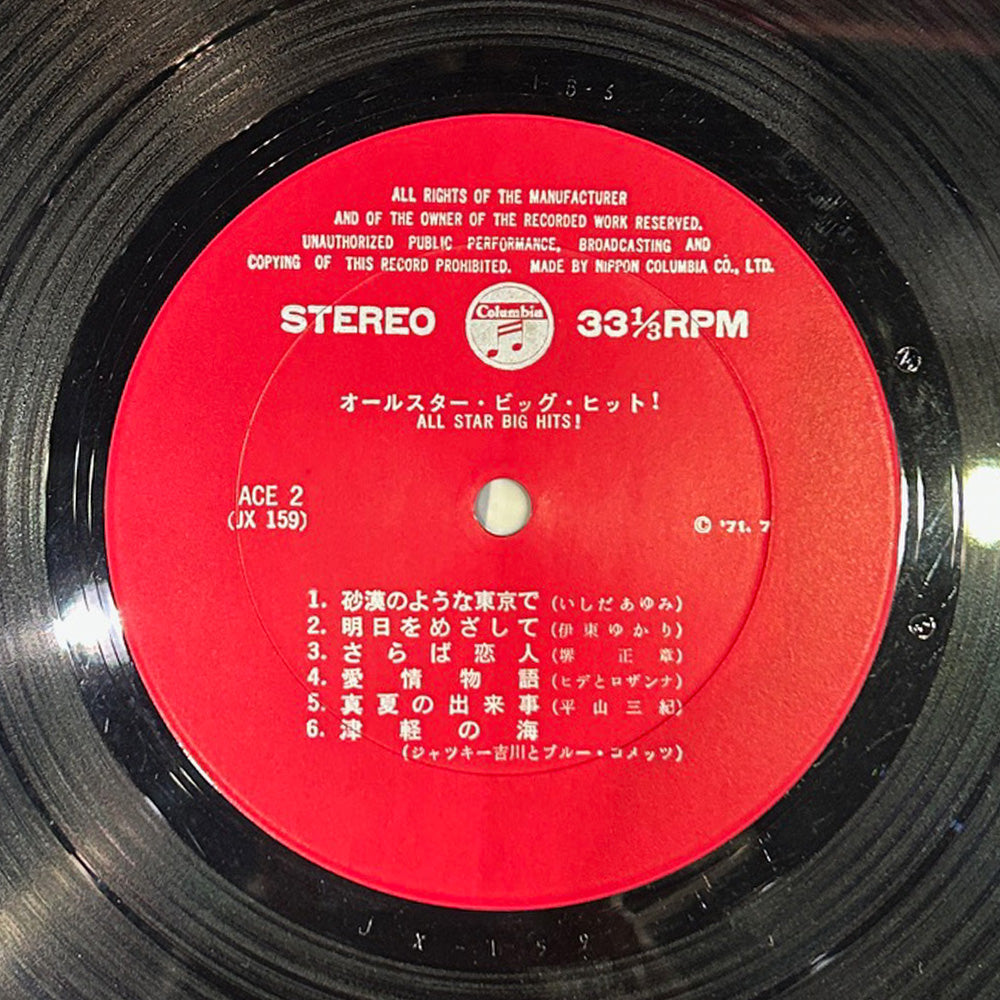 ALL RIGHTS OF THE MANUFACTURER
AND OF THE OWNER OF THE RECORDED WORK RESERVED.
UNAUTHORIZED PUBLIC PERFORMANCE, BROADCASTING AND
COPYING OF THIS RECORD PROHIBITED. MADE BY NIPPON COLUMBIA CO., LTD.
STEREO Columbia 33⅓RPM
オールスター・ビッグ・ヒット!
ALL STAR BIG HITS!
ACE 2
(JX 159)
© '71. 7
1. 砂漠のような東京で (いしだあゆみ)
2. 明日をめざして (伊東ゆかり)
3. さらば恋人 (堺 正章)
4. 愛情物語 (ヒデとロザンナ)
5. 真夏の出来事 (平山三紀)
6. 津軽の海
(ジャッキー吉川とブルー・コメッツ)
JX-159